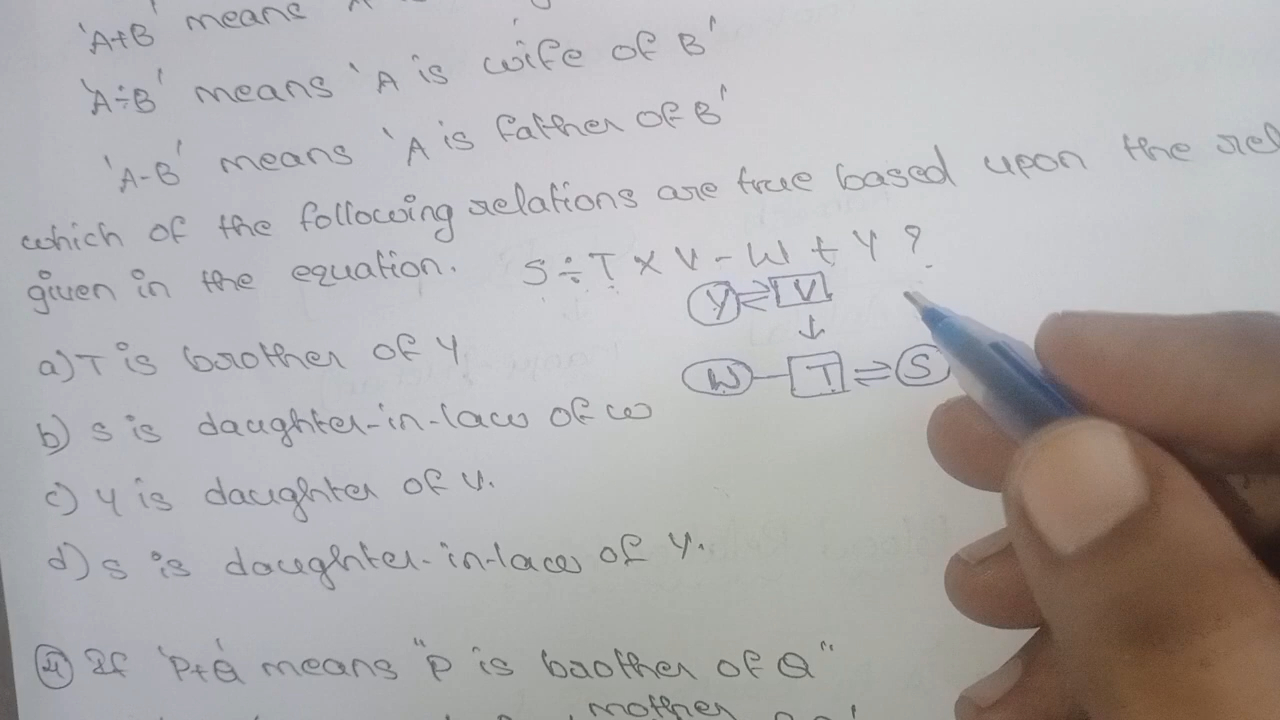 'A+B' means
'A÷B' means 'A is wife of B'
'A-B' means 'A is father of B'
which of the following relations are true based upon the rel
given in the equation. S÷T×V-W+Y?
Y ⇌ V
↓
W — T ⇌ S
a) T is brother of Y
b) S is daughter-in-law of W
c) Y is daughter of V.
d) S is daughter-in-law of Y.
4 If 'P+Q' means "P is brother of Q"
mother